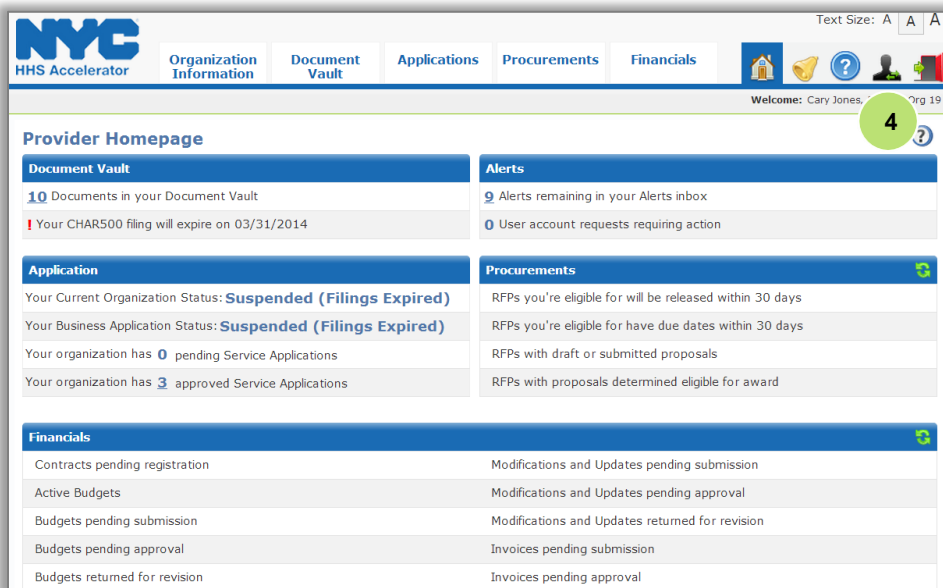 Text Size: A A A
NYC
HHS Accelerator
Organization Information
Document Vault
Applications
Procurements
Financials
?
Welcome: Cary Jones, Org 19
4
?
Provider Homepage
Document Vault
10 Documents in your Document Vault
! Your CHAR500 filing will expire on 03/31/2014
Alerts
9 Alerts remaining in your Alerts inbox
0 User account requests requiring action
Application
Your Current Organization Status: Suspended (Filings Expired)
Your Business Application Status: Suspended (Filings Expired)
Your organization has 0 pending Service Applications
Your organization has 3 approved Service Applications
Procurements
RFPs you're eligible for will be released within 30 days
RFPs you're eligible for have due dates within 30 days
RFPs with draft or submitted proposals
RFPs with proposals determined eligible for award
Financials
Contracts pending registration
Active Budgets
Budgets pending submission
Budgets pending approval
Budgets returned for revision
Modifications and Updates pending submission
Modifications and Updates pending approval
Modifications and Updates returned for revision
Invoices pending submission
Invoices pending approval